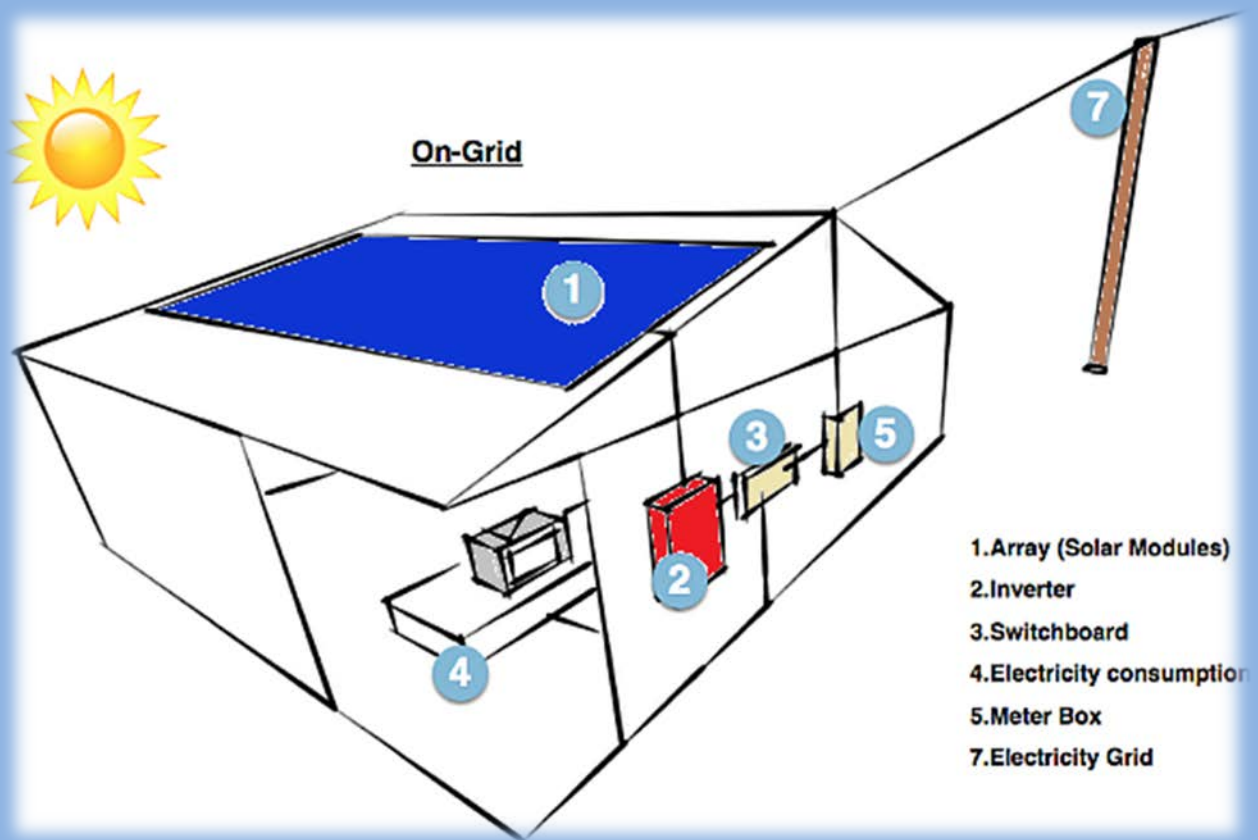 On-Grid
7
1
3
5
2
4
1.Array (Solar Modules)
2.Inverter
3.Switchboard
4.Electricity consumption
5.Meter Box
7.Electricity Grid